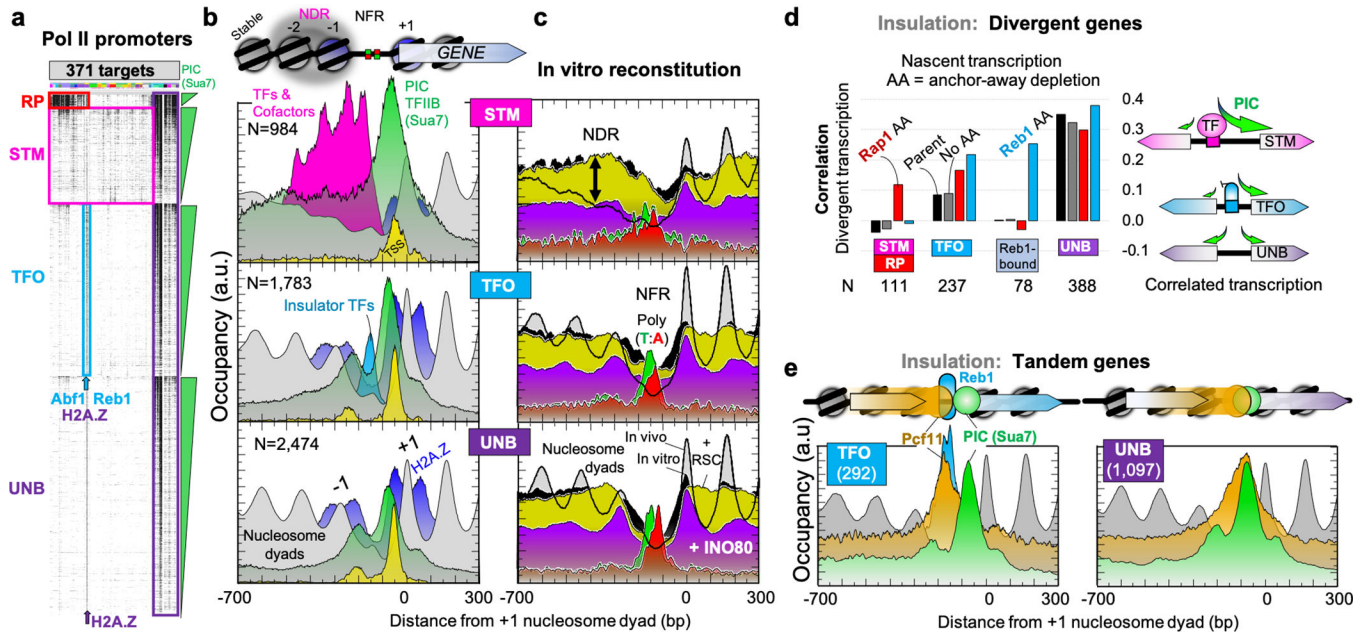 a
Pol II promoters
371 targets
PIC
(Sua7)
RP
STM
TFO
Abf1 Reb1
H2A.Z
UNB
H2A.Z
b
NDR
NFR
Stable
-2
-1
+1
GENE
TFs &
Cofactors
PIC
TFIIB
(Sua7)
N=984
TSS
N=1,783
Insulator TFs
N=2,474
+1
-1
H2A.Z
Nucleosome
dyads
Occupancy (a.u.)
-700
0
300
c
In vitro reconstitution
STM
NDR
TFO
NFR
Poly
(T:A)
UNB
Nucleosome
dyads
In vivo
In vitro
+
RSC
+ INO80
-700
0
300
Distance from +1 nucleosome dyad (bp)
d
Insulation: Divergent genes
Nascent transcription
AA = anchor-away depletion
Correlation
Divergent transcription
Rap1 AA
Parent
No AA
Reb1 AA
0.4
0.3
0.2
0.1
0.0
-0.1
STM
RP
TFO
Reb1-
bound
UNB
N
111
237
78
388
PIC
TF
STM
TFO
UNB
Correlated transcription
e
Insulation: Tandem genes
Reb1
Pcf11
PIC (Sua7)
TFO
(292)
UNB
(1,097)
Occupancy (a.u)
-700
0
300
-700
0
300
Distance from +1 nucleosome dyad (bp)